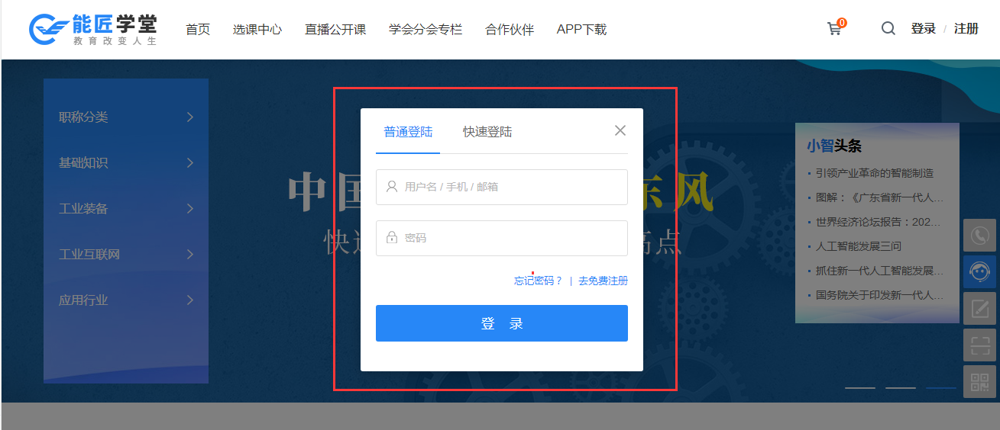 能匠学堂
教育改变人生
首页 选课中心 直播公开课 学会分会专栏 合作伙伴 APP下载
0
登录 / 注册
职称分类
基础知识
工业装备
工业互联网
应用行业
中国
东风
快速
高点
普通登陆 快速登陆
用户名 / 手机 / 邮箱
密码
忘记密码？ | 去免费注册
登 录
小智头条
引领产业革命的智能制造
图解：《广东省新一代人...
世界经济论坛报告：202...
人工智能发展三问
抓住新一代人工智能发展...
国务院关于印发新一代人...